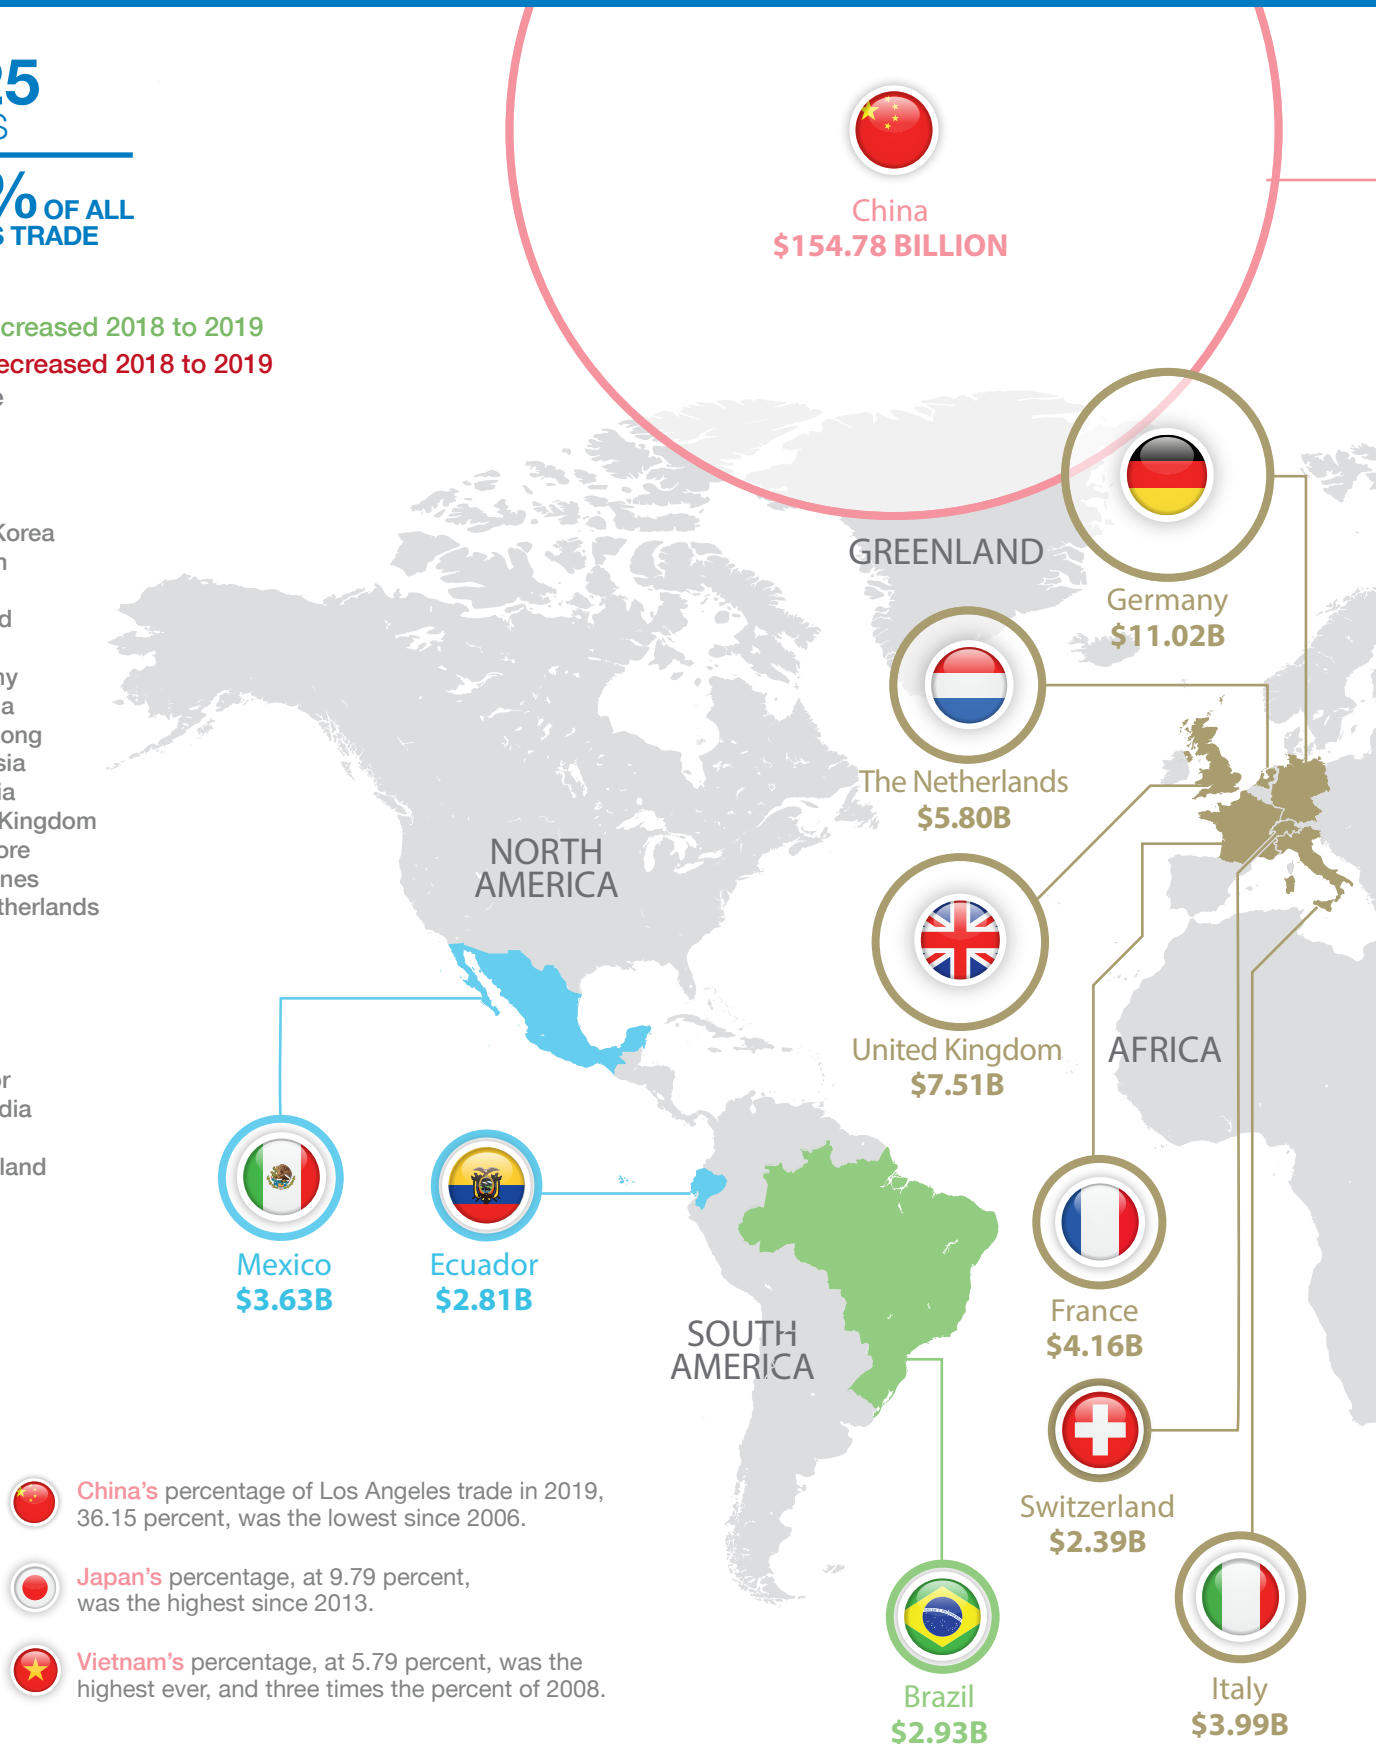 25
S
% OF ALL
S TRADE
creased 2018 to 2019
ecreased 2018 to 2019
e
Korea
n
d
ny
a
ong
sia
ia
Kingdom
ore
nes
therlands
or
dia
land
China
$154.78 BILLION
GREENLAND
Germany
$11.02B
The Netherlands
$5.80B
NORTH
AMERICA
United Kingdom
$7.51B
AFRICA
Mexico
$3.63B
Ecuador
$2.81B
SOUTH
AMERICA
France
$4.16B
Switzerland
$2.39B
Brazil
$2.93B
Italy
$3.99B
China's percentage of Los Angeles trade in 2019,
36.15 percent, was the lowest since 2006.
Japan's percentage, at 9.79 percent,
was the highest since 2013.
Vietnam's percentage, at 5.79 percent, was the
highest ever, and three times the percent of 2008.